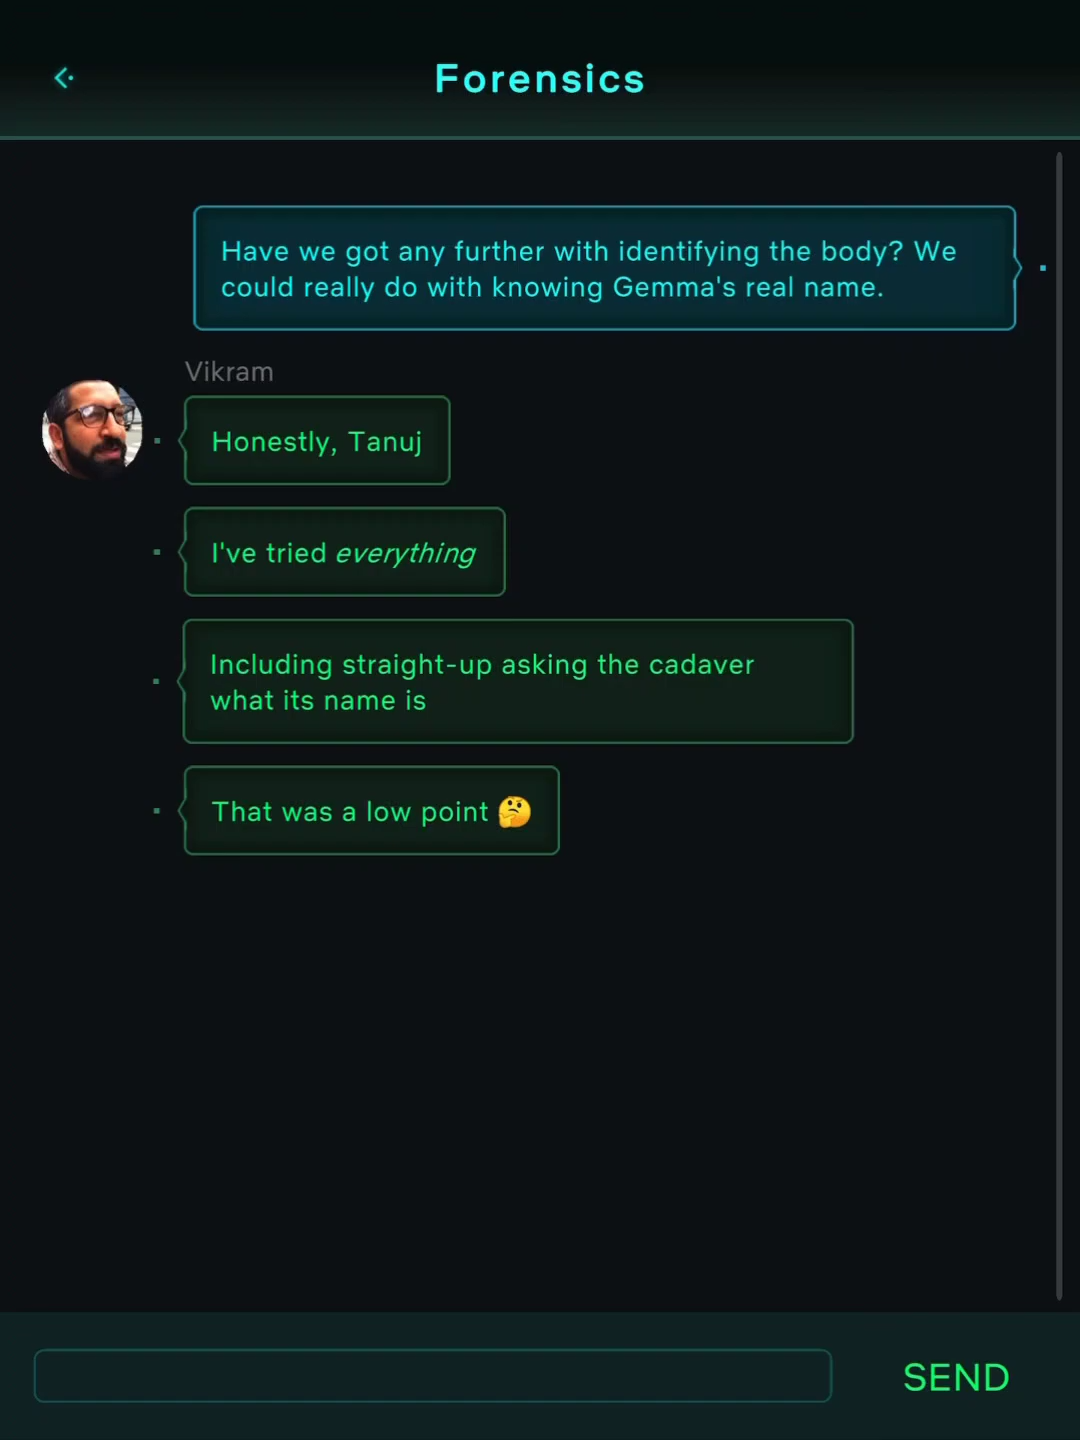 Forensics
Have we got any further with identifying the body? We
could really do with knowing Gemma's real name.
Vikram
Honestly, Tanuj
I've tried everything
Including straight-up asking the cadaver
what its name is
That was a low point 🤔
SEND